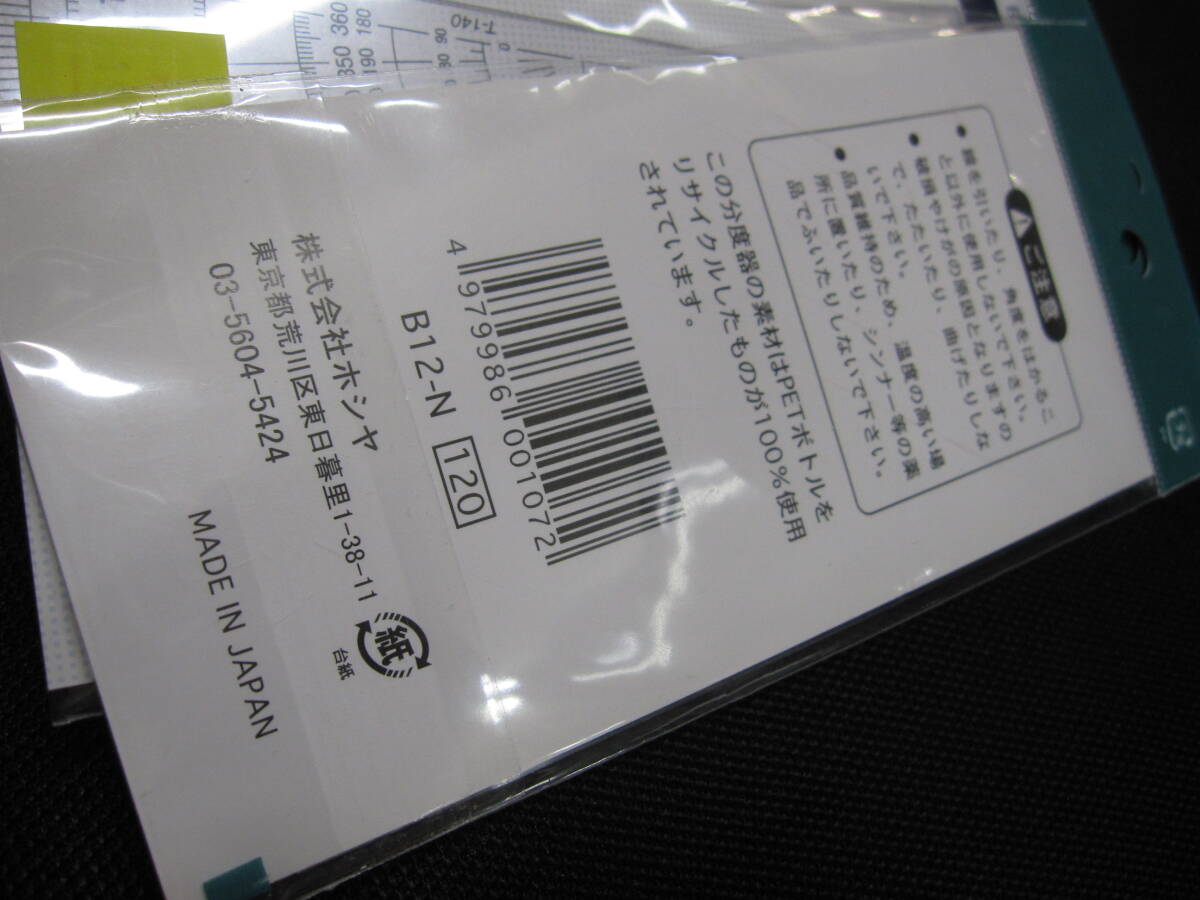 ご注意
● 線を引いたり、角度をはかるこ
と以外に使用しないで下さい。
● 破損やけがの原因となりますの
で、たたいたり、曲げたりしな
いで下さい。
● 品質維持のため、温度の高い場
所に置いたり、シンナー等の薬
品でふいたりしないで下さい。
この分度器の素材はPETボトルを
リサイクルしたものが100%使用
されています。
4 979986 001072
B12-N 120
株式会社ホシヤ
東京都荒川区東日暮里1-38-11
03-5604-5424
紙
台紙
MADE IN JAPAN
350 360
190 180
T-140
90 90